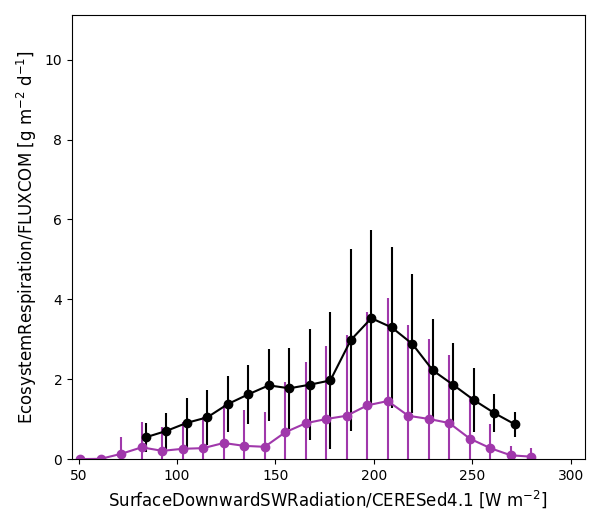 EcosystemRespiration/FLUXCOM [g m⁻² d⁻¹]
10
8
6
4
2
0
50 100 150 200 250 300
SurfaceDownwardSWRadiation/CERESed4.1 [W m⁻²]